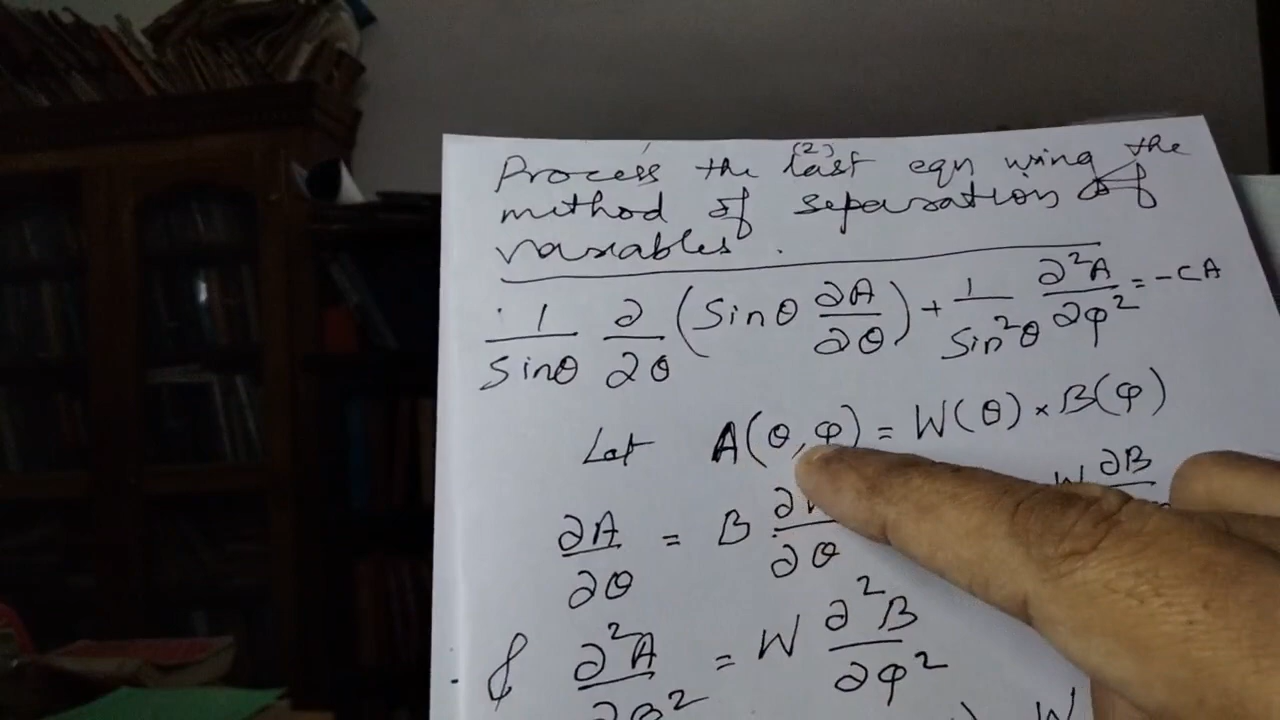 Process the last (2) eqn using the
method of separation of
variables.
1/sinθ ∂/∂θ (Sinθ ∂A/∂θ) + 1/Sin²θ ∂²A/∂φ² = -CA
Let A(θ,φ) = W(θ) × B(φ)
∂A/∂θ = B ∂ /∂θ W ∂B
& ∂²A = W ∂²B/∂φ²
W